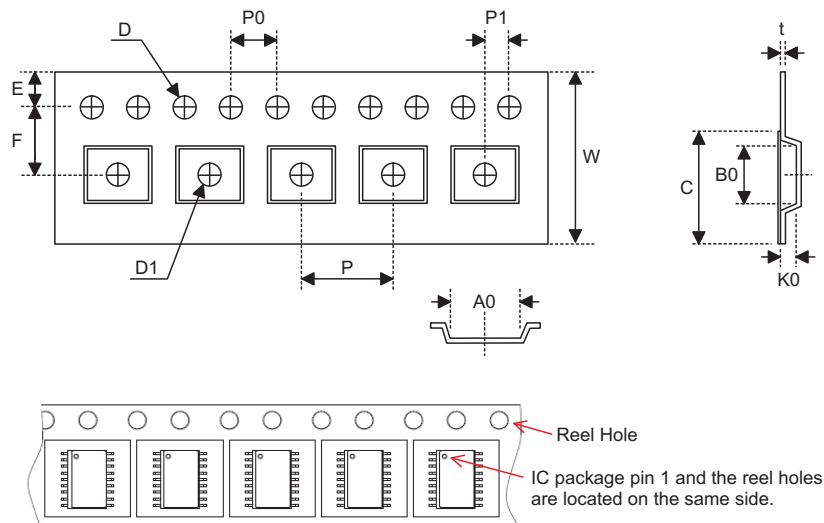 D
P0
P1
t
E
F
W
C
B0
D1
P
K0
A0
Reel Hole
IC package pin 1 and the reel holes
are located on the same side.